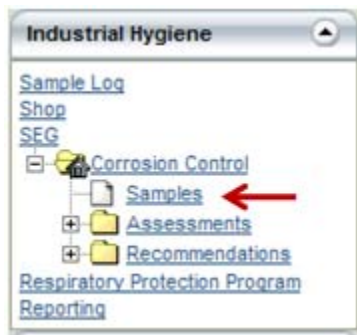 Industrial Hygiene
Sample Log
Shop
SEG
Corrosion Control
Samples
Assessments
Recommendations
Respiratory Protection Program
Reporting